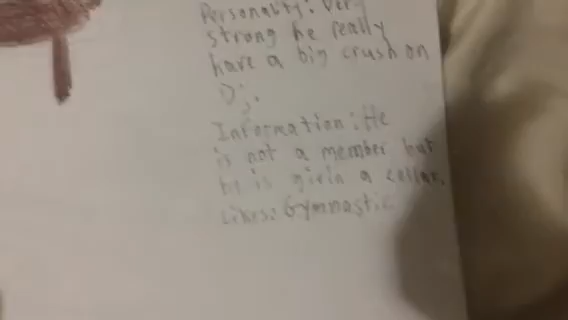 Personality: Very
strong he really
have a big crush on
D;.
Information: He
is not a member but
he is a collar.
Likes: Gymnastic